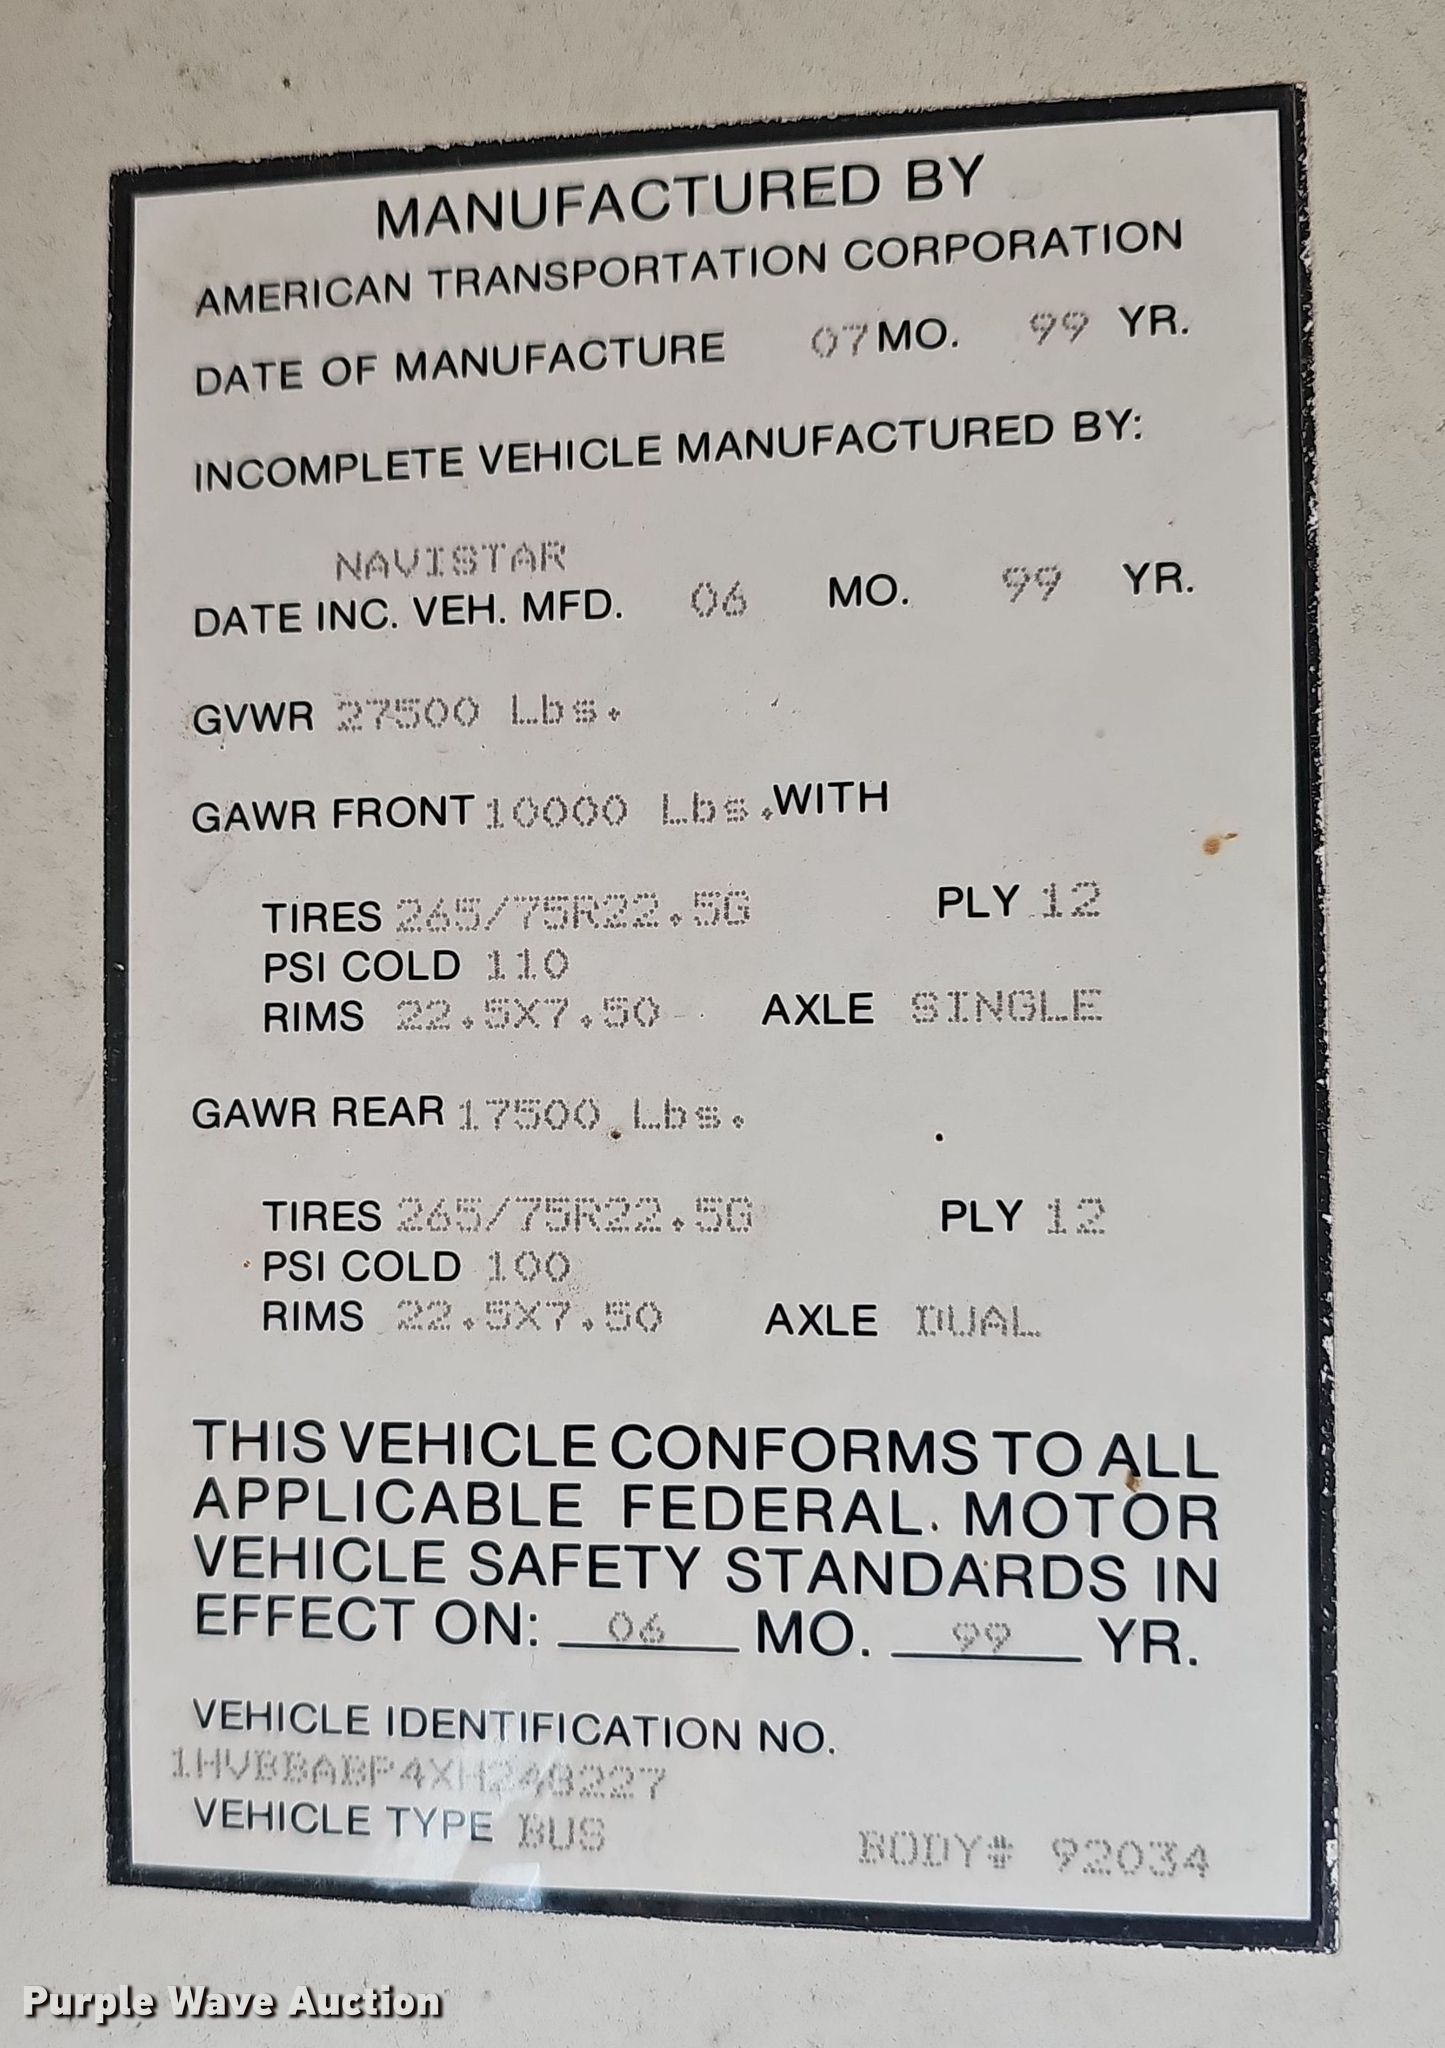 MANUFACTURED BY
AMERICAN TRANSPORTATION CORPORATION
DATE OF MANUFACTURE 07 MO. 99 YR.
INCOMPLETE VEHICLE MANUFACTURED BY:
NAVISTAR
DATE INC. VEH. MFD. 06 MO. 99 YR.
GVWR 27500 Lbs.
GAWR FRONT 10000 Lbs. WITH
TIRES 265/75R22.5G PLY 12
PSI COLD 110
RIMS 22.5X7.50 AXLE SINGLE
GAWR REAR 17500 Lbs.
TIRES 265/75R22.5G PLY 12
PSI COLD 100
RIMS 22.5X7.50 AXLE DUAL
THIS VEHICLE CONFORMS TO ALL
APPLICABLE FEDERAL MOTOR
VEHICLE SAFETY STANDARDS IN
EFFECT ON: 06 MO. 99 YR.
VEHICLE IDENTIFICATION NO.
1HVBBABP4XH248227
VEHICLE TYPE BUS BODY# 92034
Purple Wave Auction